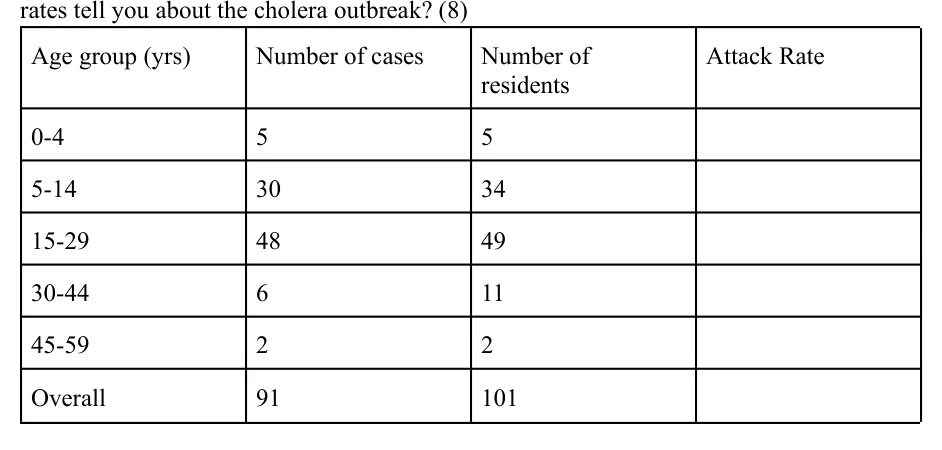 rates tell you about the cholera outbreak? (8)
Age group (yrs) Number of cases Number of residents Attack Rate
0-4 5 5
5-14 30 34
15-29 48 49
30-44 6 11
45-59 2 2
Overall 91 101